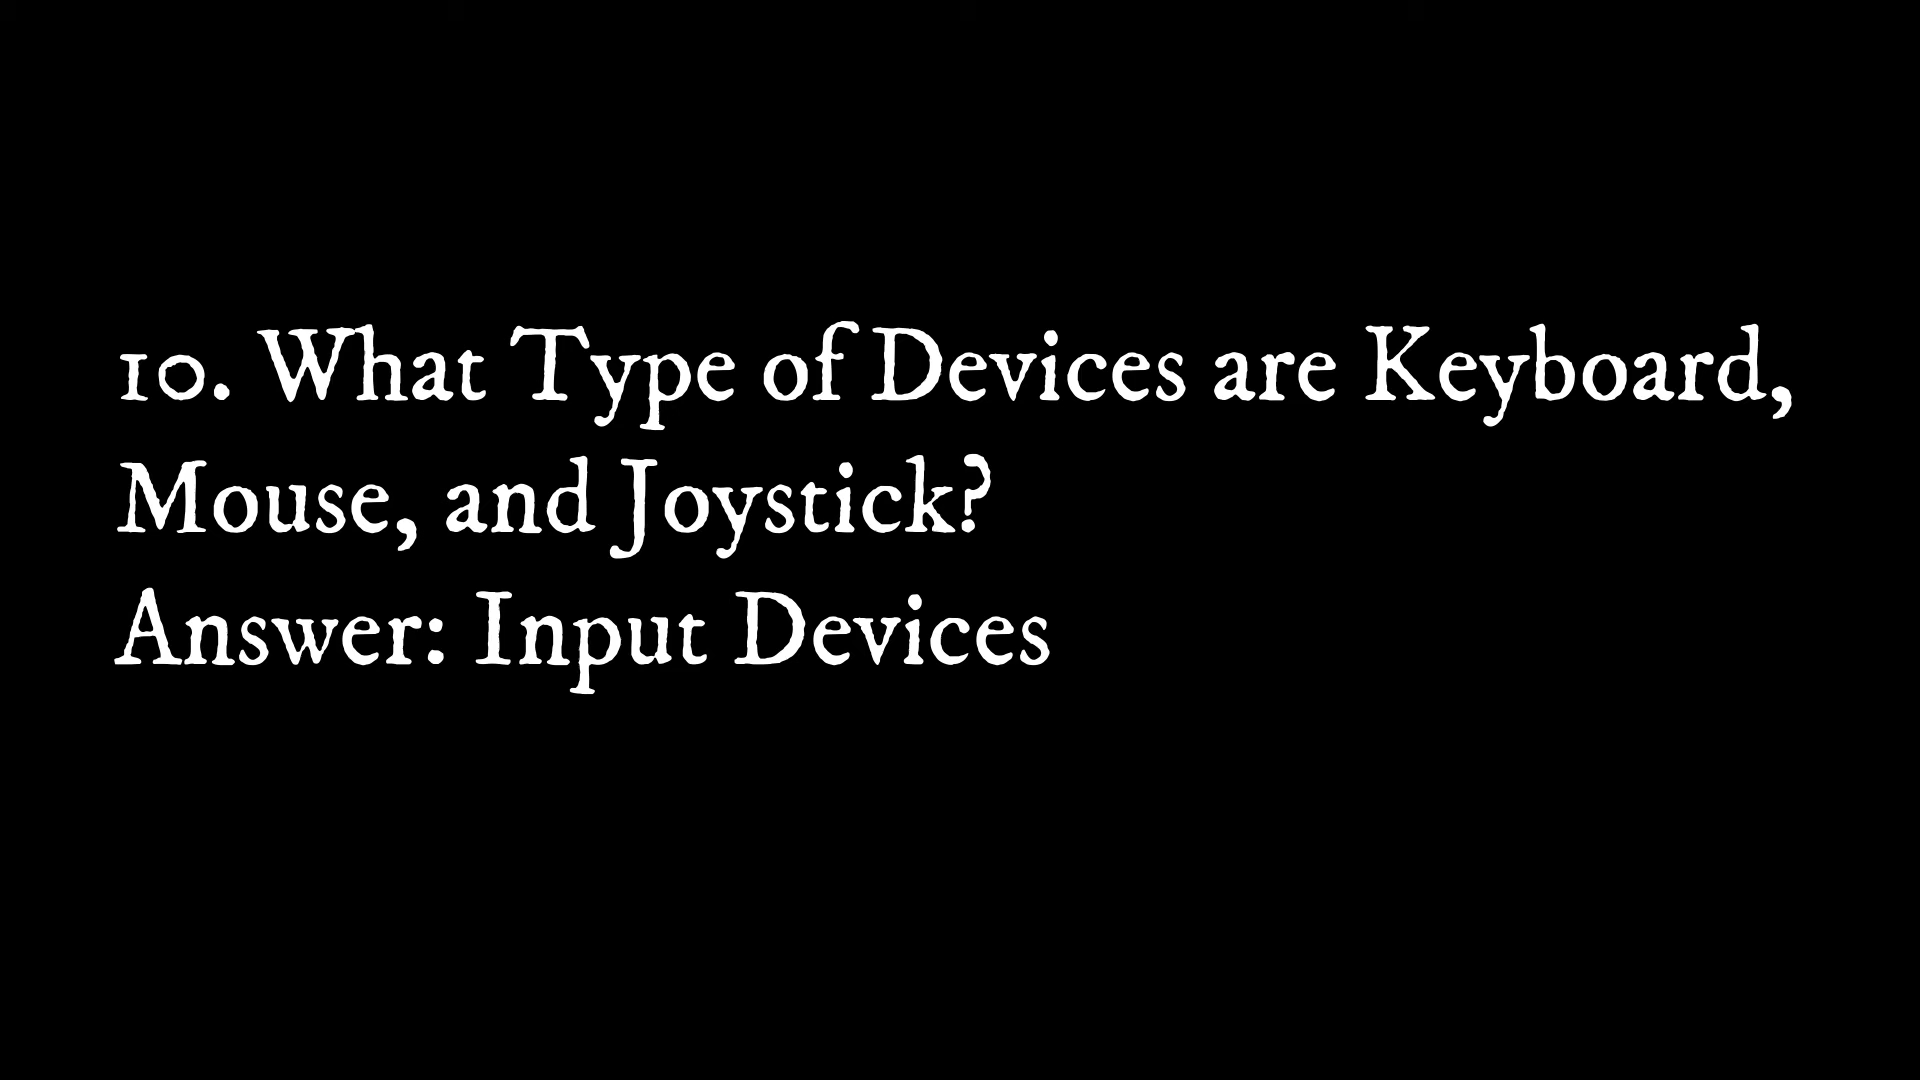 10. What Type of Devices are Keyboard,
Mouse, and Joystick?
Answer: Input Devices